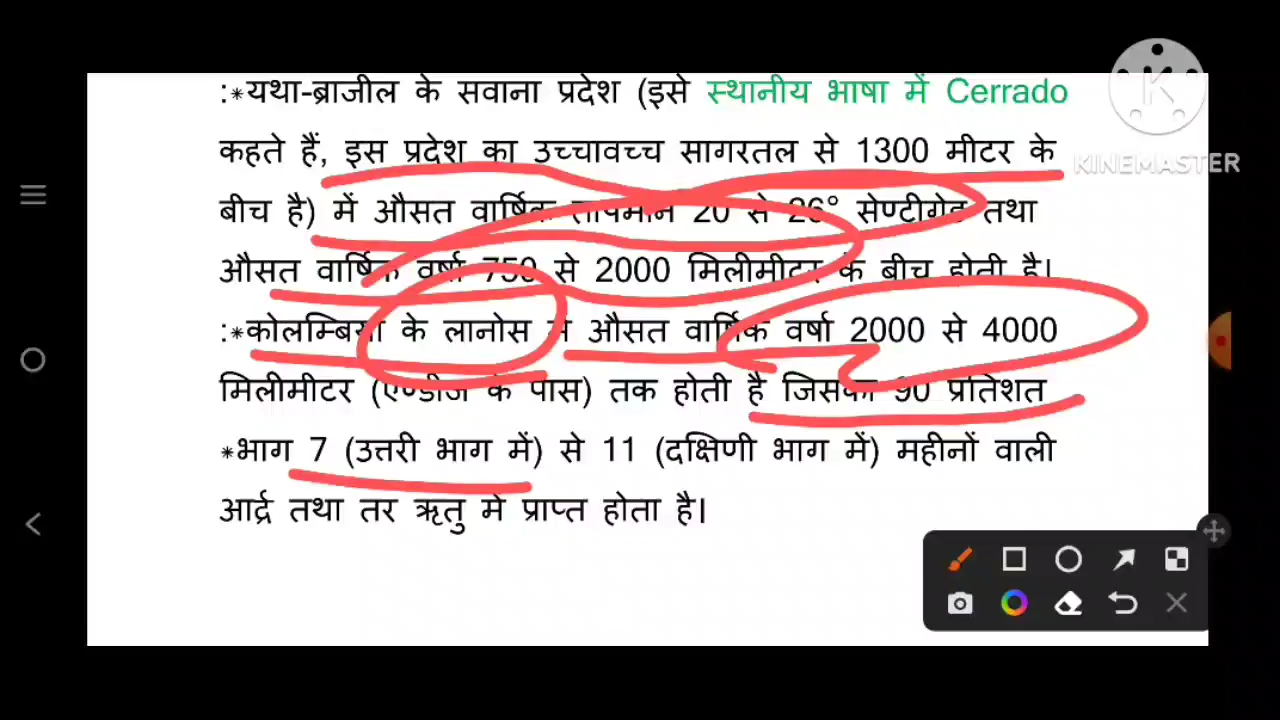 :*यथा-ब्राजील के सवाना प्रदेश (इसे स्थानीय भाषा में Cerrado
कहते हैं, इस प्रदेश का उच्चावच्च सागरतल से 1300 मीटर के
बीच है) में औसत वार्षिक तापमान 20 से 26° सेण्टीग्रेड तथा
औसत वार्षिक वर्षा 750 से 2000 मिलीमीटर के बीच होती है।
:*कोलम्बिया के लानोस में औसत वार्षिक वर्षा 2000 से 4000
मिलीमीटर (एण्डीज के पास) तक होती है जिसका 90 प्रतिशत
*भाग 7 (उत्तरी भाग में) से 11 (दक्षिणी भाग में) महीनों वाली
आर्द्र तथा तर ऋतु में प्राप्त होता है।
K
KINEMASTER